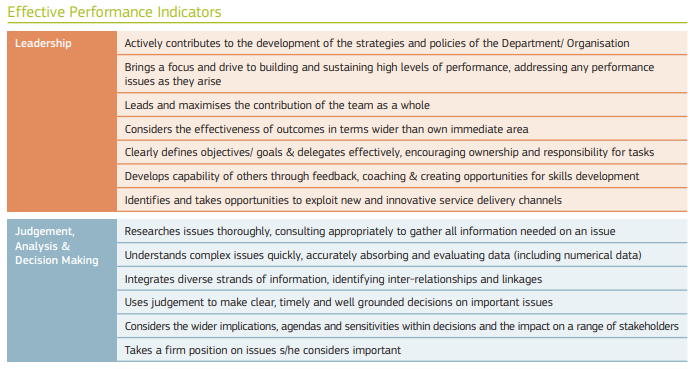 Effective Performance Indicators
Leadership
Actively contributes to the development of the strategies and policies of the Department/ Organisation
Brings a focus and drive to building and sustaining high levels of performance, addressing any performance
issues as they arise
Leads and maximises the contribution of the team as a whole
Considers the effectiveness of outcomes in terms wider than own immediate area
Clearly defines objectives/ goals & delegates effectively, encouraging ownership and responsibility for tasks
Develops capability of others through feedback, coaching & creating opportunities for skills development
Identifies and takes opportunities to exploit new and innovative service delivery channels
Judgement,
Analysis &
Decision Making
Researches issues thoroughly, consulting appropriately to gather all information needed on an issue
Understands complex issues quickly, accurately absorbing and evaluating data (including numerical data)
Integrates diverse strands of information, identifying inter-relationships and linkages
Uses judgement to make clear, timely and well grounded decisions on important issues
Considers the wider implications, agendas and sensitivities within decisions and the impact on a range of stakeholders
Takes a firm position on issues s/he considers important